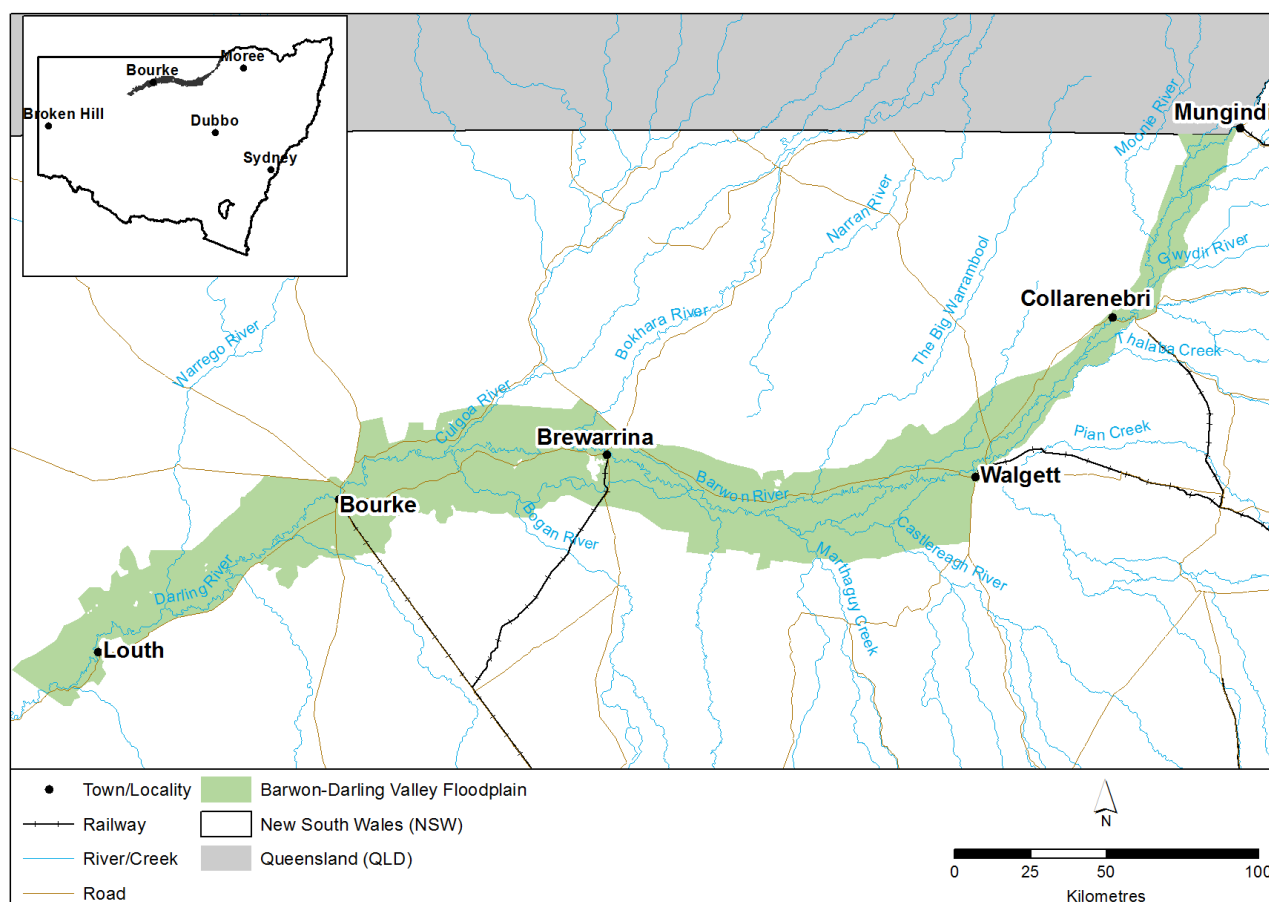 Moree
Bourke
Broken Hill
Dubbo
Sydney
Moonie River
Mungindi
Narran River
Gwydir River
The Big Warrambool
Collarenebri
Bokhara River
Warrego River
Thalaba Creek
Culgoa River
Pian Creek
Brewarrina
Walgett
Barwon River
Bourke
Bogan River
Castlereagh River
Marthaguy Creek
Darling River
Louth
Town/Locality
Barwon-Darling Valley Floodplain
Railway
New South Wales (NSW)
River/Creek
Queensland (QLD)
Road
N
0 25 50 100
Kilometres